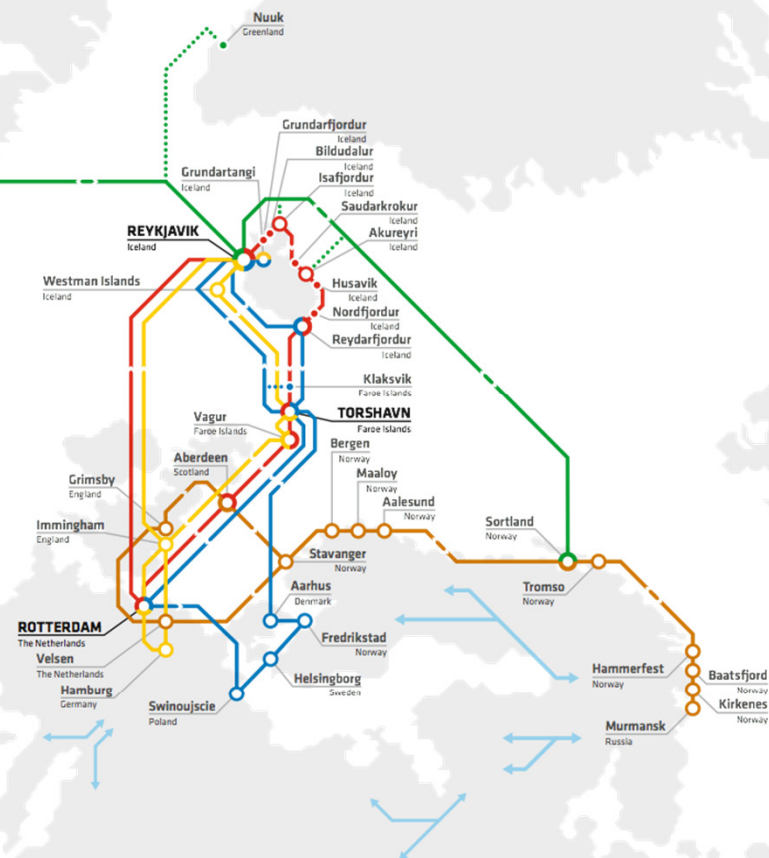 Nuuk
Greenland
Grundarfjordur
Iceland
Bildudalur
Iceland
Grundartangi
Iceland
Isafjordur
Iceland
Saudarkrokur
Iceland
REYKJAVIK
Iceland
Akureyri
Iceland
Westman Islands
Iceland
Husavik
Iceland
Nordfjordur
Iceland
Reydarfjordur
Iceland
Klaksvik
Faroe Islands
TORSHAVN
Faroe Islands
Vagur
Faroe Islands
Bergen
Norway
Aberdeen
Scotland
Maaloy
Norway
Grimsby
England
Aalesund
Norway
Immingham
England
Sortland
Norway
Stavanger
Norway
Aarhus
Denmark
Tromso
Norway
ROTTERDAM
The Netherlands
Fredrikstad
Norway
Velsen
The Netherlands
Hammerfest
Norway
Baatsfjord
Norway
Helsingborg
Sweden
Hamburg
Germany
Kirkenes
Norway
Swinoujscie
Poland
Murmansk
Russia